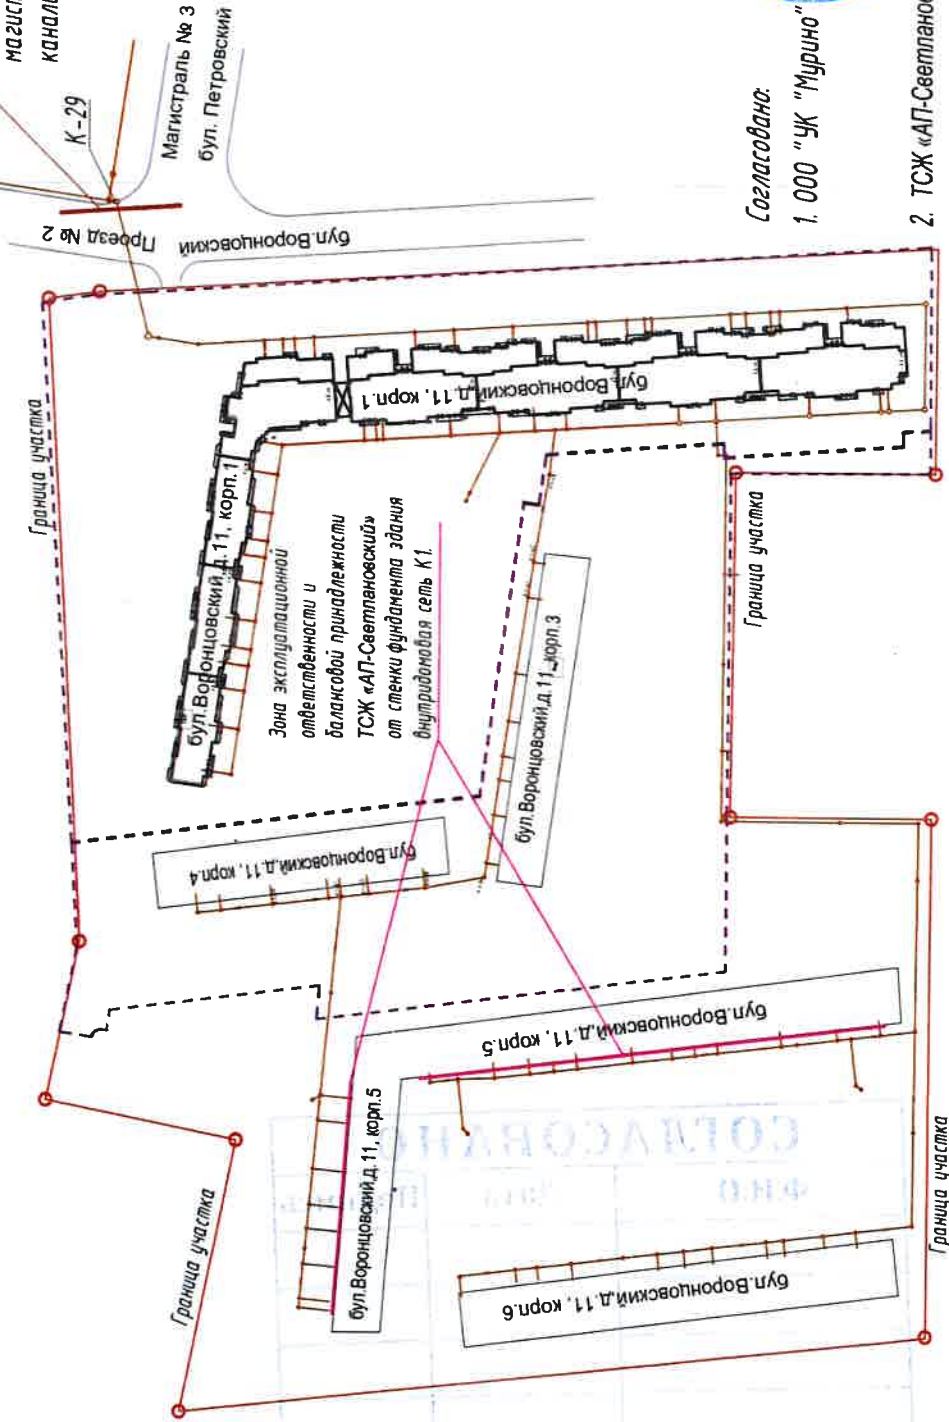 магист
канали
К-29
Магистраль № 3
бул. Петровский
Проезд № 2
бул.Воронцовский
Согласовано:
1. ООО "УК "Мурино"
2. ТСЖ «АП-Светлановс
Граница участка
бул.Воронцовский,д.11, корп.1
бул.Воронцовский,д.11, корп.1
Зона эксплуатационной
ответственности и
балансовой принадлежности
ТСЖ «АП-Светлановский»
от стенки фундамента здания
внутридомовая сеть К1.
Граница участка
бул.Воронцовский,д.11, корп.3
бул.Воронцовский,д.11, корп.4
бул.Воронцовский,д.11, корп.5
бул.Воронцовский,д.11, корп.5
СОГЛАСОВАНО
Ф.И.О
бул.Воронцовский,д.11, корп.6
Граница участка
Граница участка